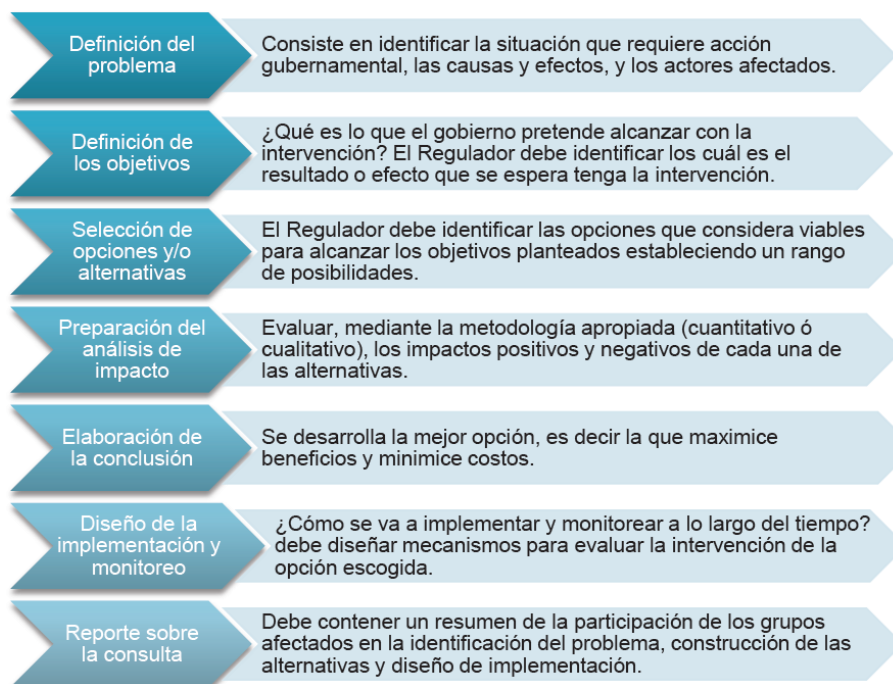 Definición del
problema
Consiste en identificar la situación que requiere acción
gubernamental, las causas y efectos, y los actores afectados.
Definición de
los objetivos
¿Qué es lo que el gobierno pretende alcanzar con la
intervención? El Regulador debe identificar los cuál es el
resultado o efecto que se espera tenga la intervención.
Selección de
opciones y/o
alternativas
El Regulador debe identificar las opciones que considera viables
para alcanzar los objetivos planteados estableciendo un rango
de posibilidades.
Preparación del
análisis de
impacto
Evaluar, mediante la metodología apropiada (cuantitativo ó
cualitativo), los impactos positivos y negativos de cada una de
las alternativas.
Elaboración de
la conclusión
Se desarrolla la mejor opción, es decir la que maximice
beneficios y minimice costos.
Diseño de la
implementación y
monitoreo
¿Cómo se va a implementar y monitorear a lo largo del tiempo?
debe diseñar mecanismos para evaluar la intervención de la
opción escogida.
Reporte sobre
la consulta
Debe contener un resumen de la participación de los grupos
afectados en la identificación del problema, construcción de las
alternativas y diseño de implementación.